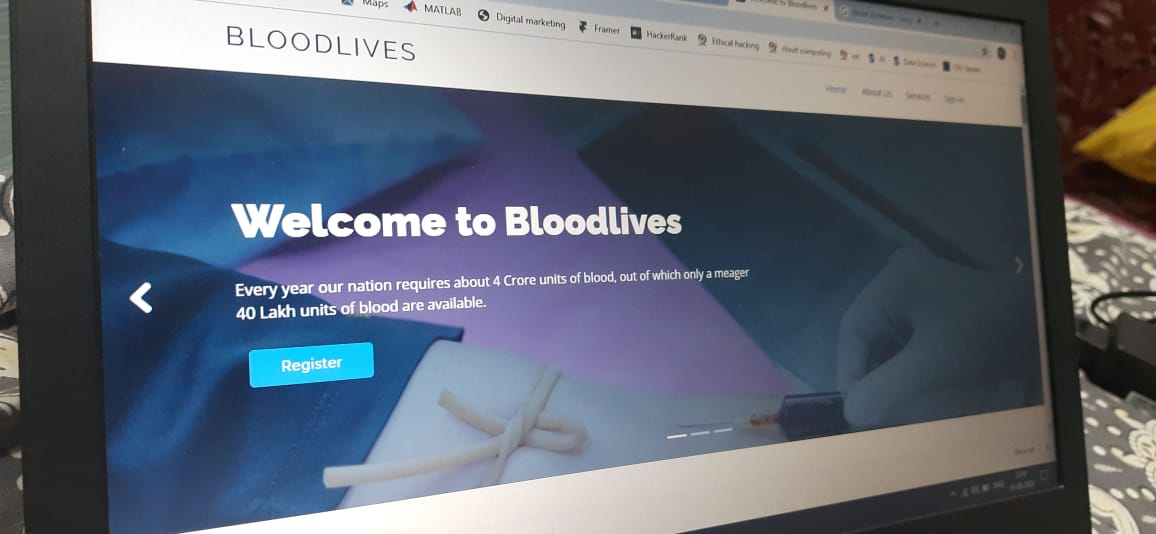 Maps MATLAB Digital marketing Framer HackerRank Ethical hacking cloud computing iot AI Data Science
BLOODLIVES
Home About Us Services Sign-in
Welcome to Bloodlives
Every year our nation requires about 4 Crore units of blood, out of which only a meager
40 Lakh units of blood are available.
Register